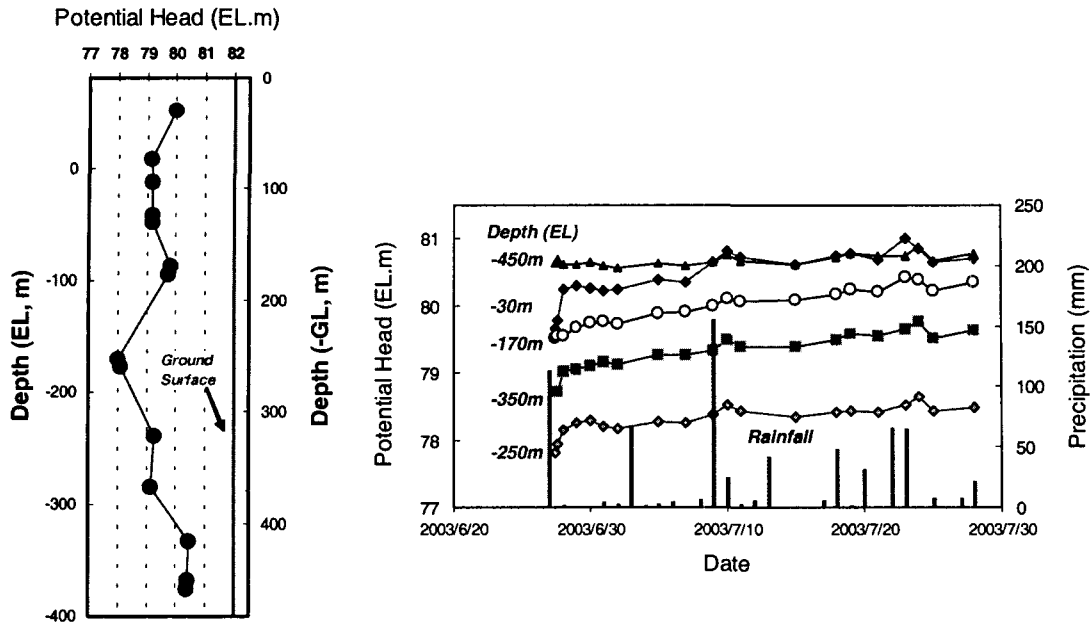 Potential Head (EL.m)
77 78 79 80 81 82
Depth (EL, m)
0
-100
-200
-300
-400
0
100
200
300
400
Depth (-GL, m)
Ground
Surface
Potential Head (EL.m)
81
80
79
78
77
Depth (EL)
-450m
-30m
-170m
-350m
-250m
Rainfall
250
200
150
100
50
0
Precipitation (mm)
2003/6/20 2003/6/30 2003/7/10 2003/7/20 2003/7/30
Date